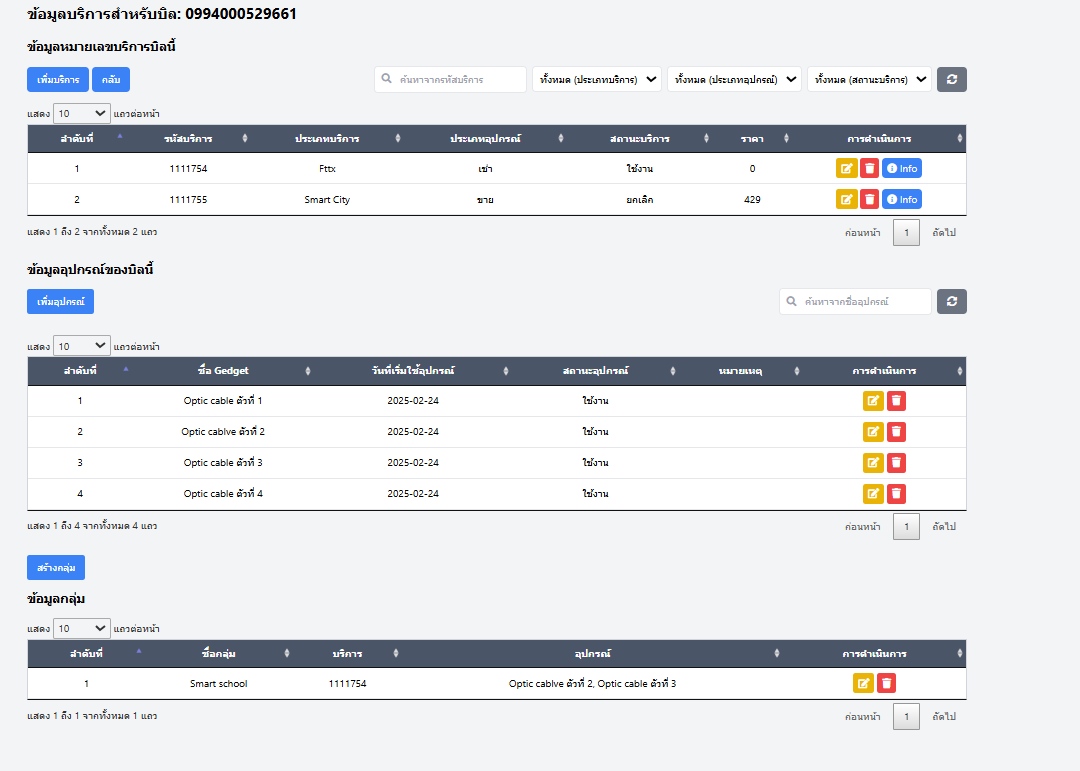 ข้อมูลบริการสำหรับบิต: 0994000529661
ข้อมูลหมายเลขบริการบิลนี้
เพิ่มบริการ กลับ ค้นหาจากรหัสบริการ ทั้งหมด (ประเภทบริการ) ทั้งหมด (ประเภทอุปกรณ์) ทั้งหมด (สถานะบริการ)
แสดง 10 แถวต่อหน้า
ลำดับที่ รหัสบริการ ประเภทบริการ ประเภทอุปกรณ์ สถานะบริการ ราคา การดำเนินการ
1 1111754 Fttx เช่า ใช้งาน 0 Info
2 1111755 Smart City ขาย ยกเลิก 429 Info
แสดง 1 ถึง 2 จากทั้งหมด 2 แถว ก่อนหน้า 1 ถัดไป
ข้อมูลอุปกรณ์ของบิลนี้
เพิ่มอุปกรณ์ ค้นหาจากชื่ออุปกรณ์
แสดง 10 แถวต่อหน้า
ลำดับที่ ชื่อ Gedget วันที่เริ่มใช้อุปกรณ์ สถานะอุปกรณ์ หมายเหตุ การดำเนินการ
1 Optic cable ตัวที่ 1 2025-02-24 ใช้งาน
2 Optic cablve ตัวที่ 2 2025-02-24 ใช้งาน
3 Optic cable ตัวที่ 3 2025-02-24 ใช้งาน
4 Optic cable ตัวที่ 4 2025-02-24 ใช้งาน
แสดง 1 ถึง 4 จากทั้งหมด 4 แถว ก่อนหน้า 1 ถัดไป
สร้างกลุ่ม
ข้อมูลกลุ่ม
แสดง 10 แถวต่อหน้า
ลำดับที่ ชื่อกลุ่ม บริการ อุปกรณ์ การดำเนินการ
1 Smart school 1111754 Optic cablve ตัวที่ 2, Optic cable ตัวที่ 3
แสดง 1 ถึง 1 จากทั้งหมด 1 แถว ก่อนหน้า 1 ถัดไป